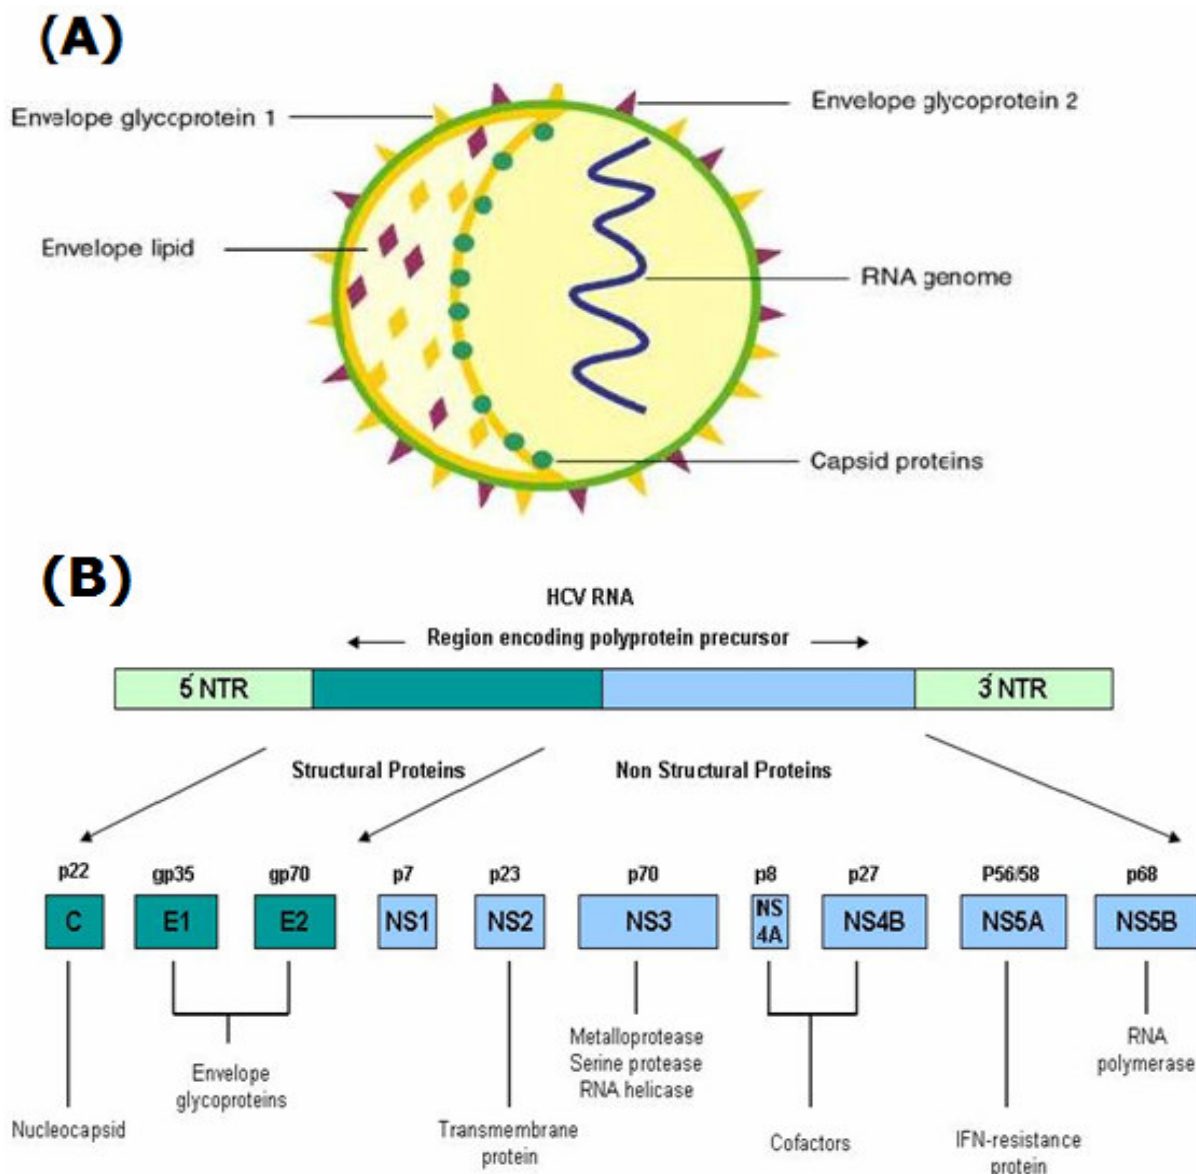 (A)
Envelope glycoprotein 1
Envelope glycoprotein 2
Envelope lipid
RNA genome
Capsid proteins
(B)
HCV RNA
Region encoding polyprotein precursor
5́ NTR
3́ NTR
Structural Proteins
Non Structural Proteins
p22 gp35 gp70 p7 p23 p70 p8 p27 P56/58 p68
C E1 E2 NS1 NS2 NS3 NS 4A NS4B NS5A NS5B
Nucleocapsid
Envelope
glycoproteins
Transmembrane
protein
Metalloprotease
Serine protease
RNA helicase
Cofactors
IFN-resistance
protein
RNA
polymerase